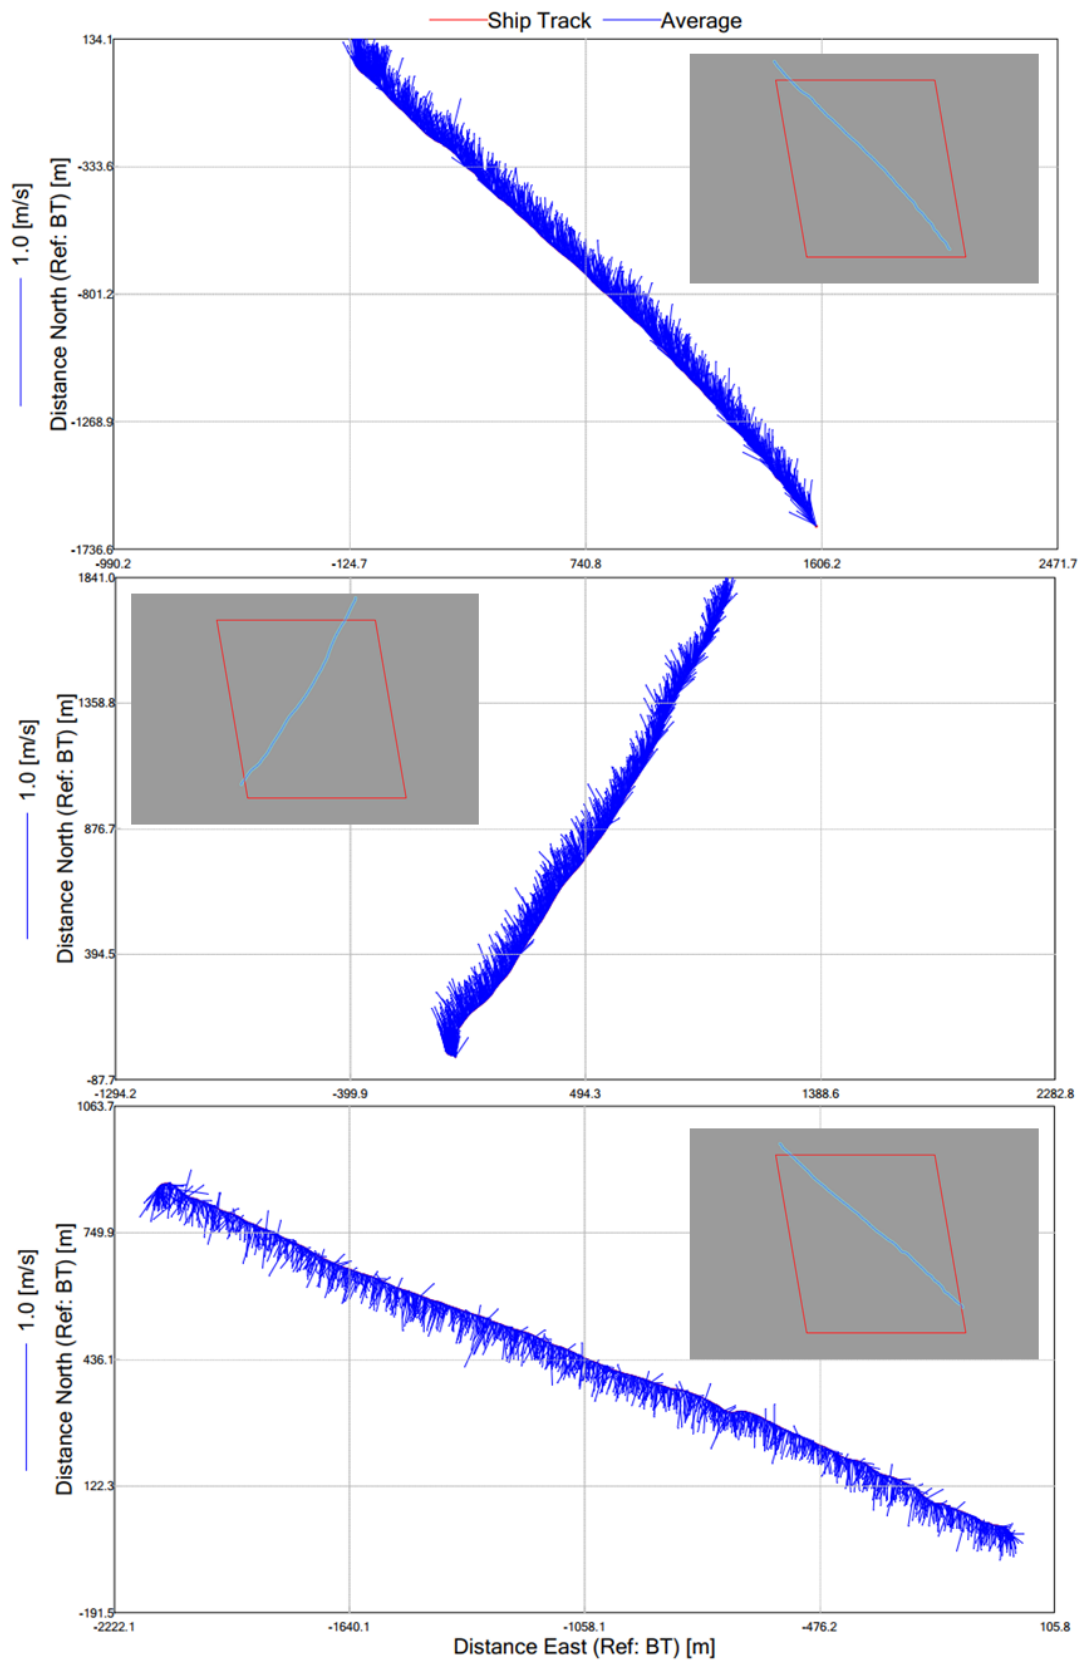 Ship Track Average
134.1
-333.6
-801.2
-1268.9
-1736.6
1.0 [m/s]
Distance North (Ref: BT) [m]
-990.2 -124.7 740.8 1606.2 2471.7
1841.0
1358.8
876.7
394.5
-87.7
1.0 [m/s]
Distance North (Ref: BT) [m]
-1294.2 -399.9 494.3 1388.6 2282.8
1063.7
749.9
436.1
122.3
-191.5
1.0 [m/s]
Distance North (Ref: BT) [m]
-2222.1 -1640.1 -1058.1 -476.2 105.8
Distance East (Ref: BT) [m]